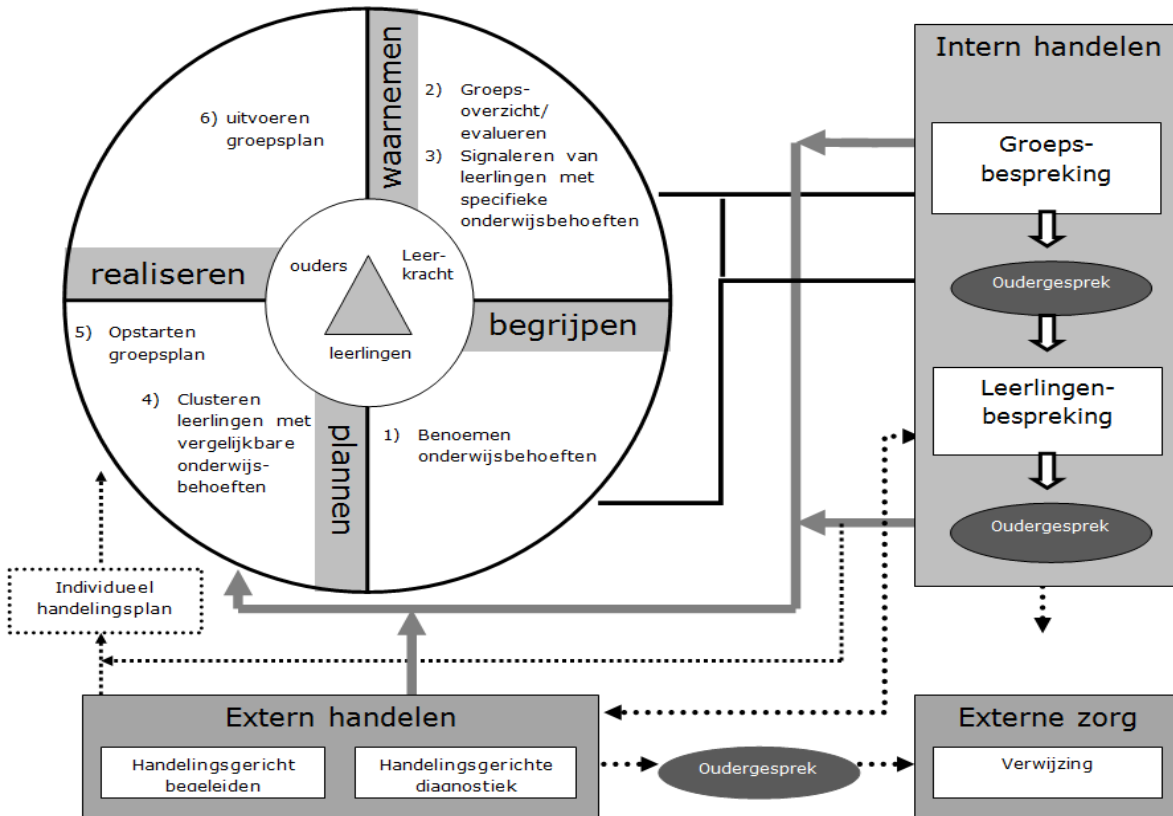 waarnemen
2) Groeps-
overzicht/
evalueren
3) Signaleren van
leerlingen met
specifieke
onderwijsbehoeften
6) uitvoeren
groepsplan
realiseren
ouders
Leer-
kracht
leerlingen
begrijpen
5) Opstarten
groepsplan
4) Clusteren
leerlingen met
vergelijkbare
onderwijs-
behoeften
plannen
1) Benoemen
onderwijsbehoeften
Intern handelen
Groeps-
bespreking
Oudergesprek
Leerlingen-
bespreking
Oudergesprek
Individueel
handelingsplan
Extern handelen
Handelingsgericht
begeleiden
Handelingsgerichte
diagnostiek
Oudergesprek
Externe zorg
Verwijzing